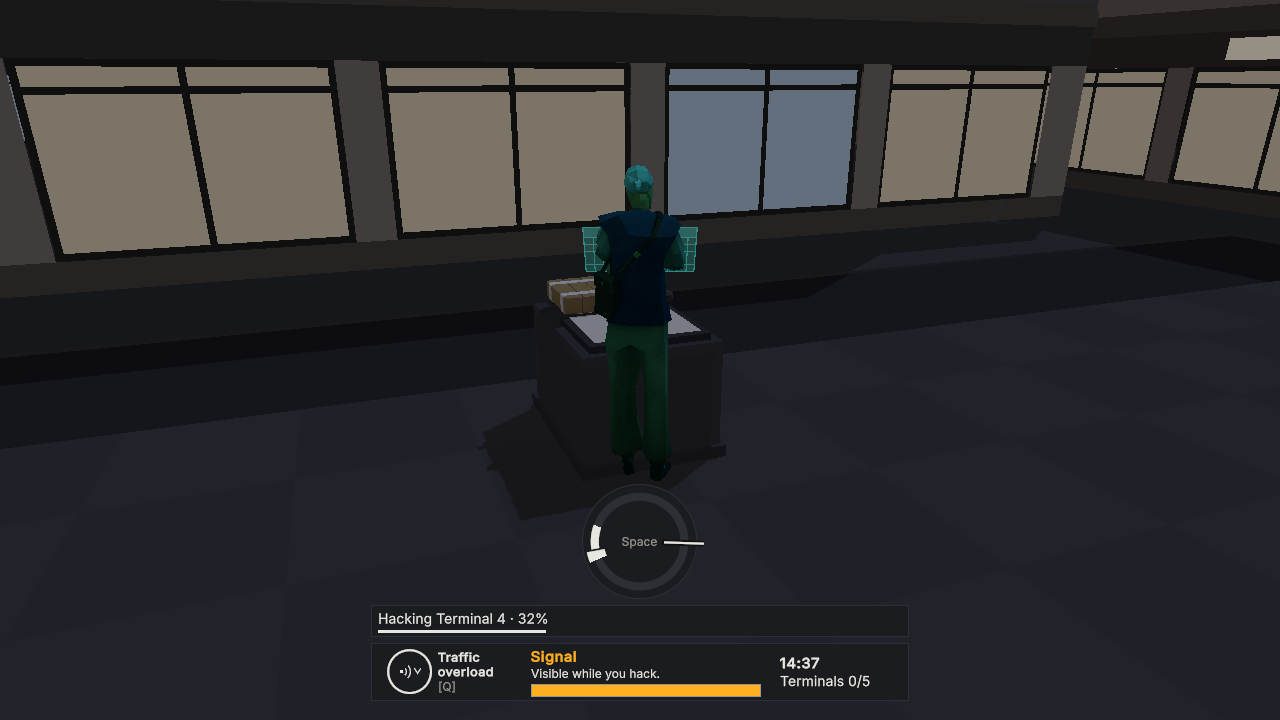 Space
Hacking Terminal 4 · 32%
Traffic
overload
[Q]
Signal
Visible while you hack.
14:37
Terminals 0/5